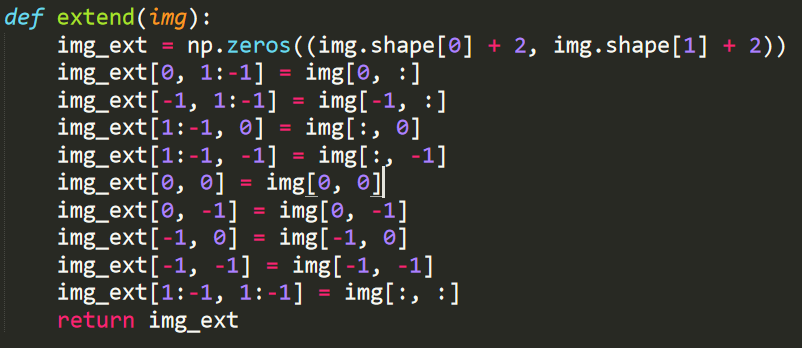 def extend(img):
    img_ext = np.zeros((img.shape[0] + 2, img.shape[1] + 2))
    img_ext[0, 1:-1] = img[0, :]
    img_ext[-1, 1:-1] = img[-1, :]
    img_ext[1:-1, 0] = img[:, 0]
    img_ext[1:-1, -1] = img[:, -1]
    img_ext[0, 0] = img[0, 0]
    img_ext[0, -1] = img[0, -1]
    img_ext[-1, 0] = img[-1, 0]
    img_ext[-1, -1] = img[-1, -1]
    img_ext[1:-1, 1:-1] = img[:, :]
    return img_ext